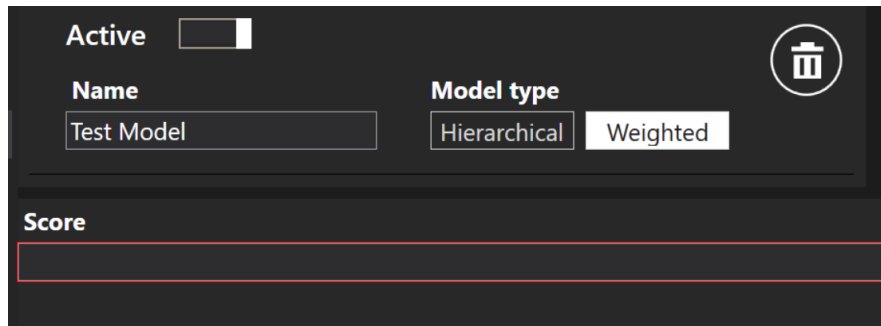 Active
Name
Model type
Test Model
Hierarchical
Weighted
Score